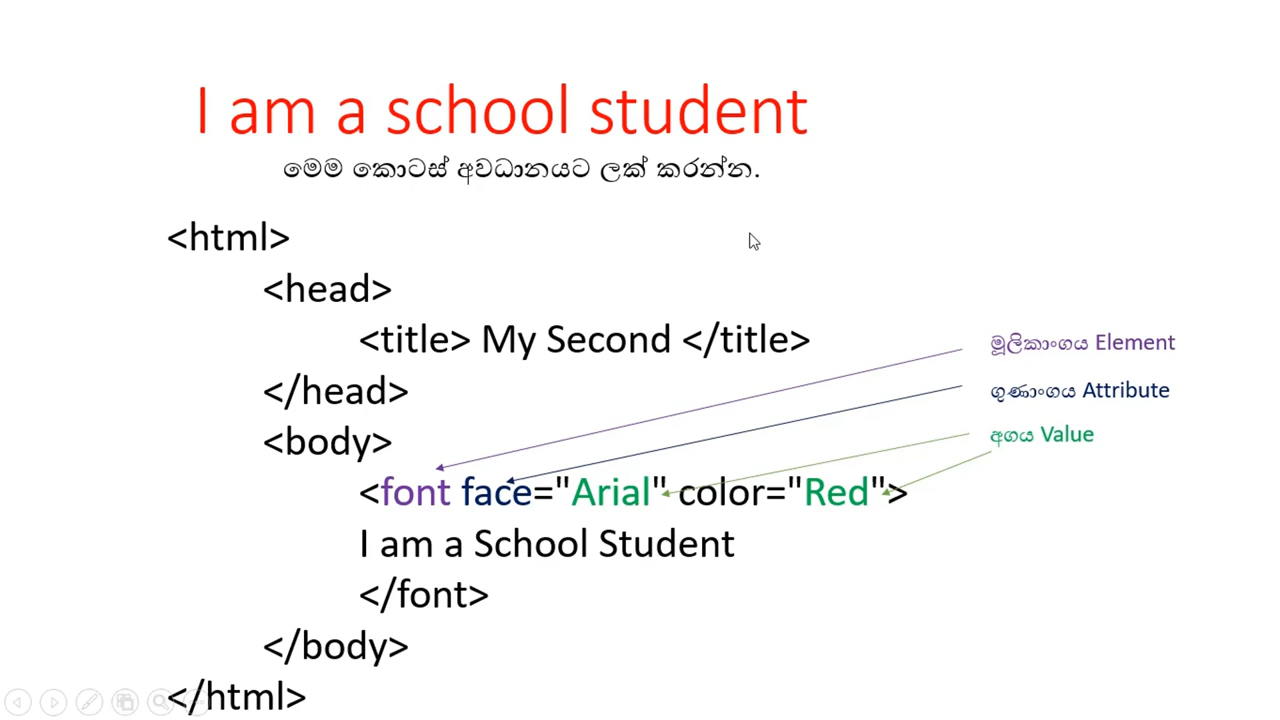 I am a school student
මෙම කොටස් අවධානයට ලක් කරන්න.
<html>
<head>
<title> My Second </title>
</head>
<body>
<font face="Arial" color="Red">
I am a School Student
</font>
</body>
</html>
මූලිකාංගය Element
ගුණාංගය Attribute
අගය Value